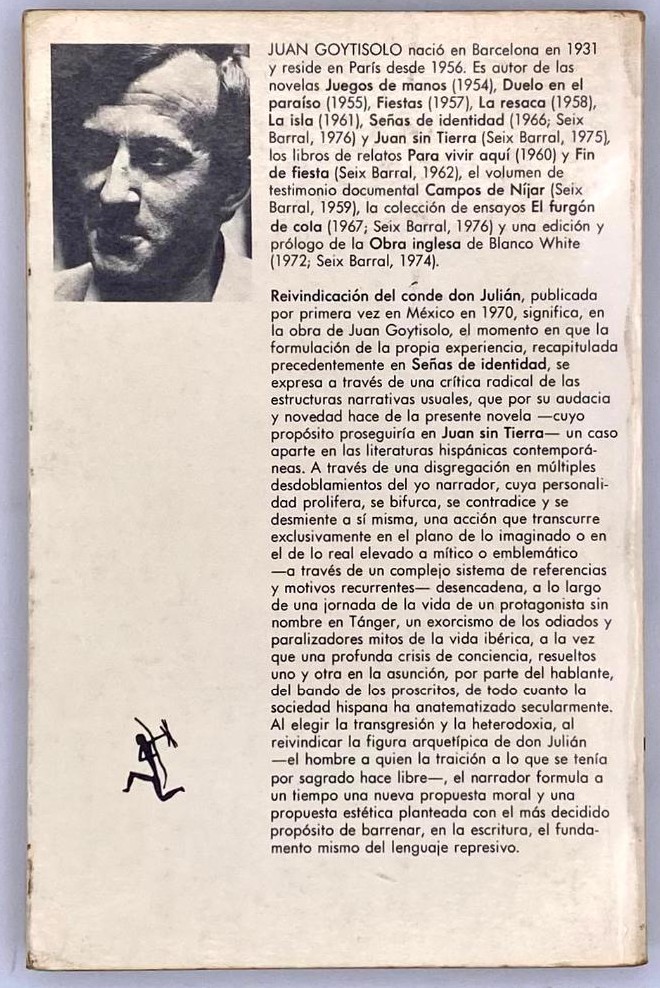 JUAN GOYTISOLO nació en Barcelona en 1931
y reside en París desde 1956. Es autor de las
novelas Juegos de manos (1954), Duelo en el
paraíso (1955), Fiestas (1957), La resaca (1958),
La isla (1961), Señas de identidad (1966; Seix
Barral, 1976) y Juan sin Tierra (Seix Barral, 1975),
los libros de relatos Para vivir aquí (1960) y Fin
de fiesta (Seix Barral, 1962), el volumen de
testimonio documental Campos de Níjar (Seix
Barral, 1959), la colección de ensayos El furgón
de cola (1967; Seix Barral, 1976) y una edición y
prólogo de la Obra inglesa de Blanco White
(1972; Seix Barral, 1974).
Reivindicación del conde don Julián, publicada
por primera vez en México en 1970, significa, en
la obra de Juan Goytisolo, el momento en que la
formulación de la propia experiencia, recapitulada
precedentemente en Señas de identidad, se
expresa a través de una crítica radical de las
estructuras narrativas usuales, que por su audacia
y novedad hace de la presente novela —cuyo
propósito proseguiría en Juan sin Tierra— un caso
aparte en las literaturas hispánicas contemporá-
neas. A través de una disgregación en múltiples
desdoblamientos del yo narrador, cuya personali-
dad prolifera, se bifurca, se contradice y se
desmiente a sí misma, una acción que transcurre
exclusivamente en el plano de lo imaginado o en
el de lo real elevado a mítico o emblemático
—a través de un complejo sistema de referencias
y motivos recurrentes— desencadena, a lo largo
de una jornada de la vida de un protagonista sin
nombre en Tánger, un exorcismo de los odiados y
paralizadores mitos de la vida ibérica, a la vez
que una profunda crisis de conciencia, resueltos
uno y otra en la asunción, por parte del hablante,
del bando de los proscritos, de todo cuanto la
sociedad hispana ha anatematizado secularmente.
Al elegir la transgresión y la heterodoxia, al
reivindicar la figura arquetípica de don Julián
—el hombre a quien la traición a lo que se tenía
por sagrado hace libre—, el narrador formula a
un tiempo una nueva propuesta moral y una
propuesta estética planteada con el más decidido
propósito de barrenar, en la escritura, el funda-
mento mismo del lenguaje represivo.